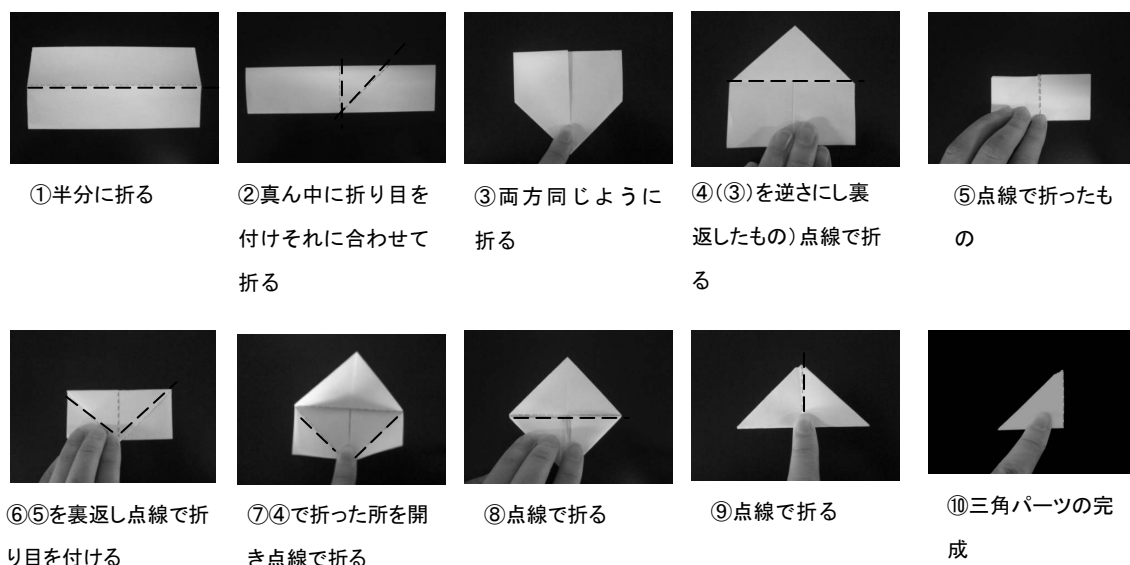 ①半分に折る
②真ん中に折り目を
付けそれに合わせて
折る
③両方同じように
折る
④(③)を逆さにし裏
返したもの)点線で折
る
⑤点線で折ったも
の
⑥⑤を裏返し点線で折
り目を付ける
⑦④で折った所を開
き点線で折る
⑧点線で折る
⑨点線で折る
⑩三角パーツの完
成